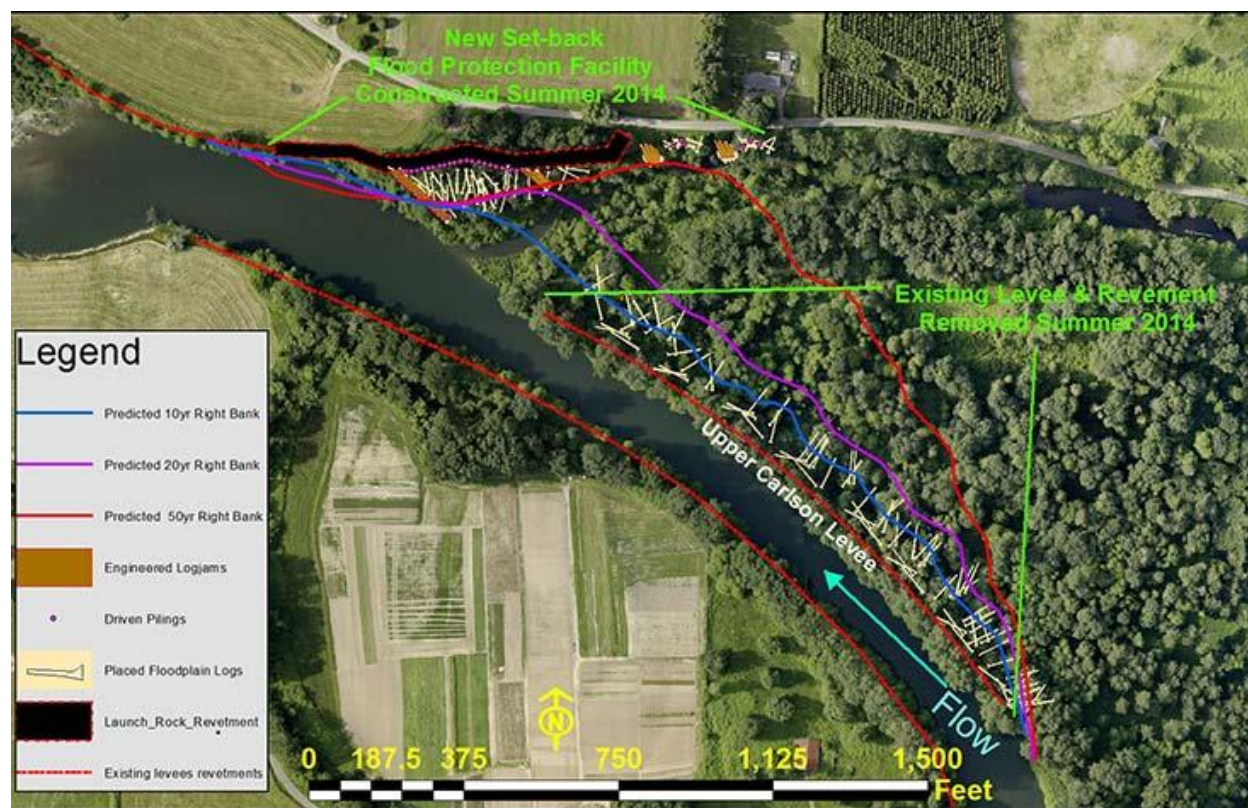 New Set-back
Flood Protection Facility
Constructed Summer 2014
Existing Levee & Revement
Removed Summer 2014
Upper Carlson Levee
Flow
Legend
Predicted 10yr Right Bank
Predicted 20yr Right Bank
Predicted 50yr Right Bank
Engineered Logjams
Driven Pilings
Placed Floodplain Logs
Launch_Rock_Revetment
Existing levees revetments
N
0 187.5 375 750 1,125 1,500
Feet